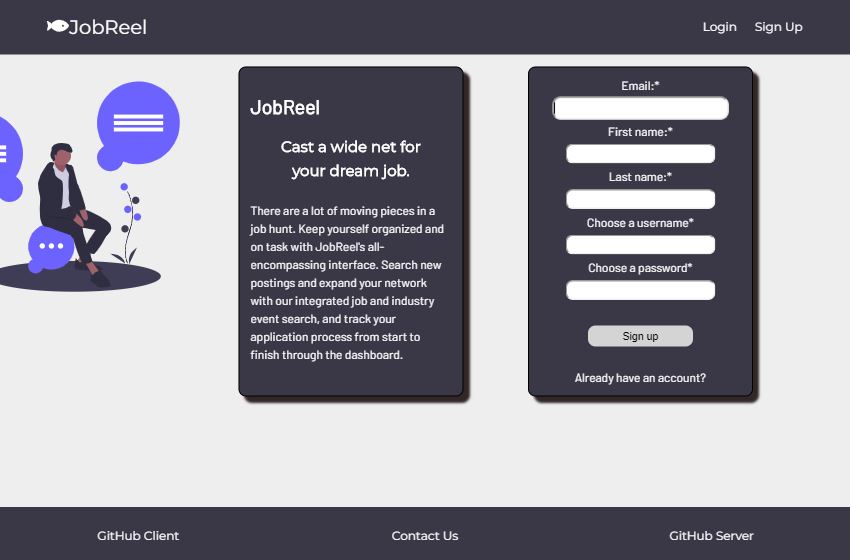 JobReel
Login
Sign Up
JobReel
Cast a wide net for
your dream job.
There are a lot of moving pieces in a
job hunt. Keep yourself organized and
on task with JobReel's all-
encompassing interface. Search new
postings and expand your network
with our integrated job and industry
event search, and track your
application process from start to
finish through the dashboard.
Email:*
First name:*
Last name:*
Choose a username*
Choose a password*
Sign up
Already have an account?
GitHub Client
Contact Us
GitHub Server